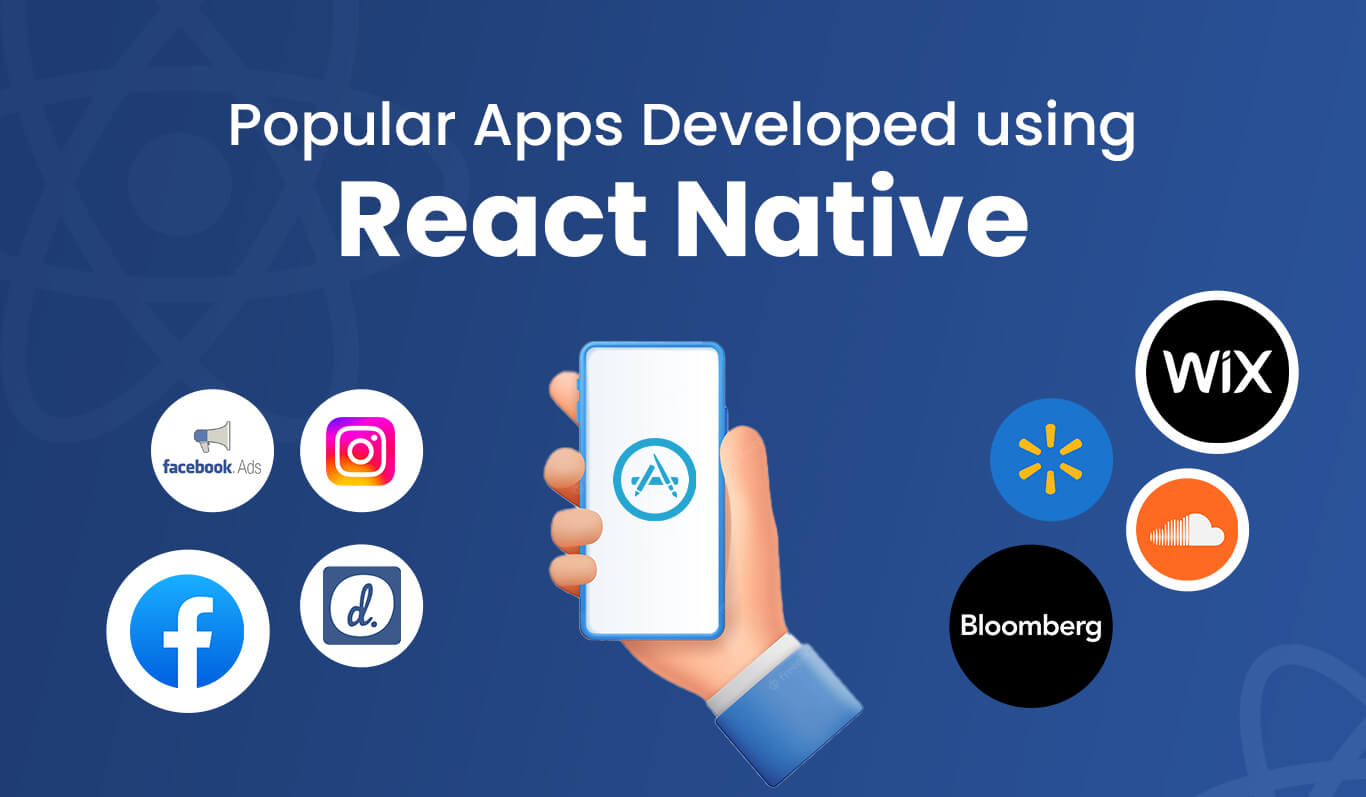 Popular Apps Developed using
React Native
facebook.Ads
d.
WiX
Bloomberg